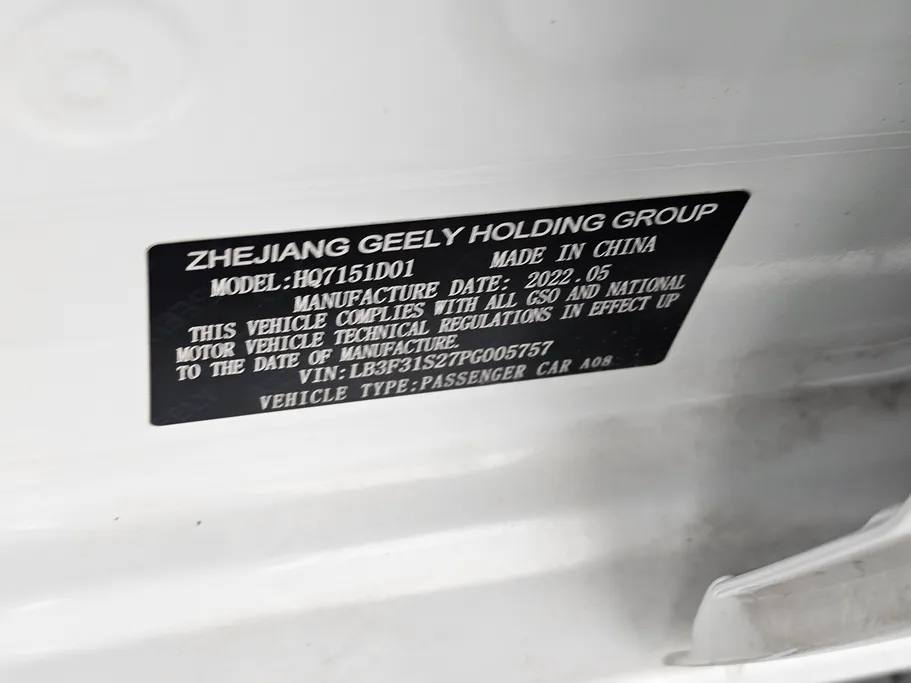 ZHEJIANG GEELY HOLDING GROUP
MODEL:HQ7151D01 MADE IN CHINA
MANUFACTURE DATE: 2022.05
THIS VEHICLE COMPLIES WITH ALL GSO AND NATIONAL
MOTOR VEHICLE TECHNICAL REGULATIONS IN EFFECT UP
TO THE DATE OF MANUFACTURE.
VIN:LB3F31S27PG005757
VEHICLE TYPE:PASSENGER CAR A08